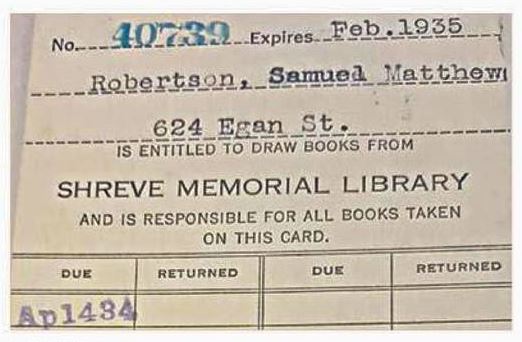 No. 40739 Expires Feb. 1935
Robertson, Samuel Matthew
624 Egan St.
IS ENTITLED TO DRAW BOOKS FROM
SHREVE MEMORIAL LIBRARY
AND IS RESPONSIBLE FOR ALL BOOKS TAKEN
ON THIS CARD.
DUE RETURNED DUE RETURNED
Ap1434